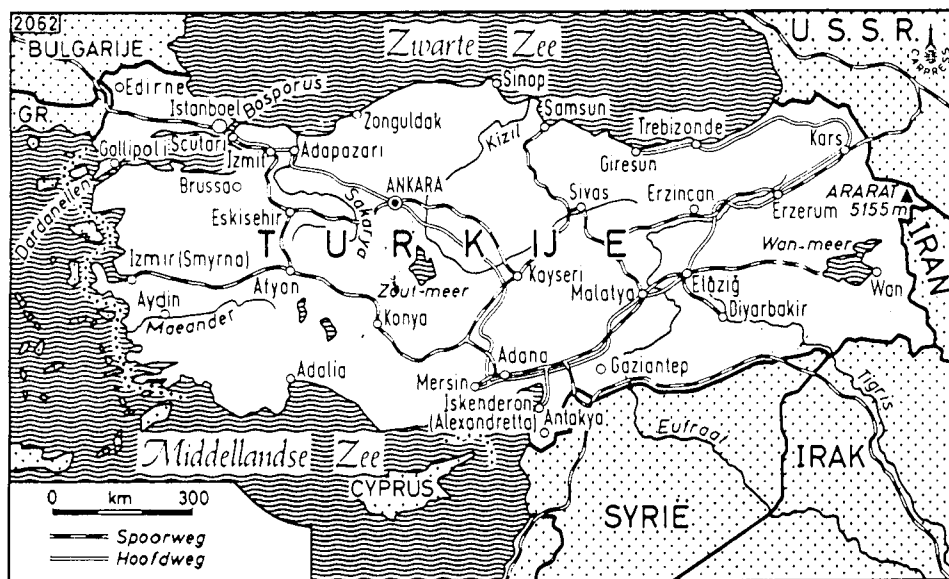 2062
BULGARIJE
Zwarte Zee
U.S.S.R.
CARPRESS
Edirne
Sinop
Istanboel
Bosporus
Samsun
GR.
Zonguldak
Kizil
Trebizonde
Scutari
Kars
Gallipoli
Izmit
Adapazari
Giresun
Brussa
ANKARA
Sivas
Erzincan
ARARAT
5155m
Dardanellen
Eskisehir
Sakarya
Erzerum
IRAN
TURKIJE
Wan-meer
Izmir (Smyrna)
Afyan
Zout-meer
Kayseri
Malatya
Elâzig
Wan
Aydin
Diyarbakir
Maeander
Konya
Adana
Gaziantep
Adalia
Mersin
Tigris
Iskenderon
(Alexandretta)
Antakya
Eufraat
Middellandse Zee
IRAK
CYPRUS
SYRIË
0 km 300
Spoorweg
Hoofdweg